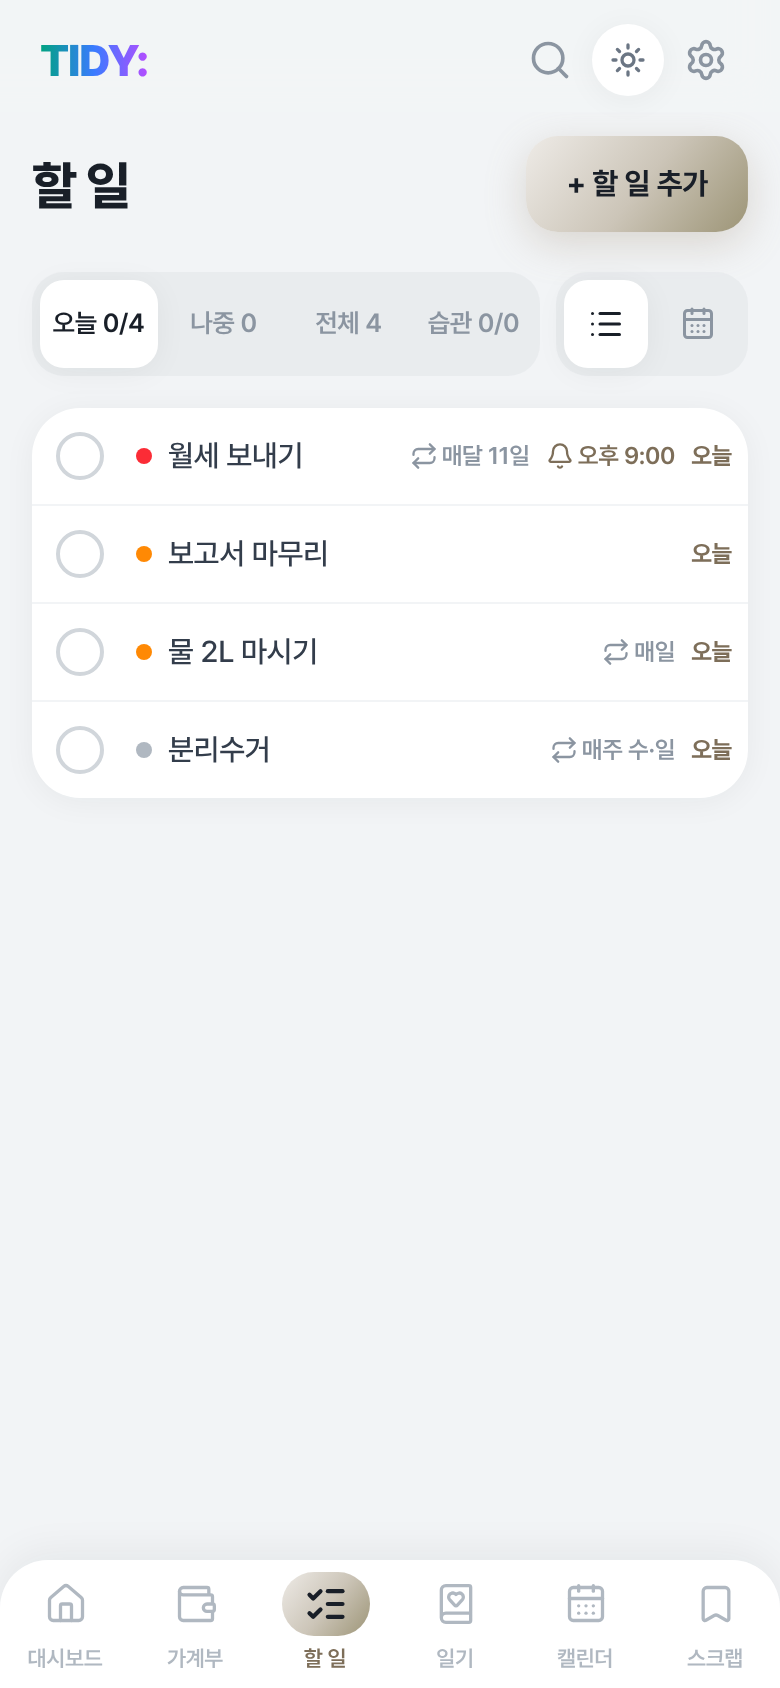 TIDY:
할 일
+ 할 일 추가
오늘 0/4 나중 0 전체 4 습관 0/0
월세 보내기 매달 11일 오후 9:00 오늘
보고서 마무리 오늘
물 2L 마시기 매일 오늘
분리수거 매주 수·일 오늘
대시보드 가계부 할 일 일기 캘린더 스크랩